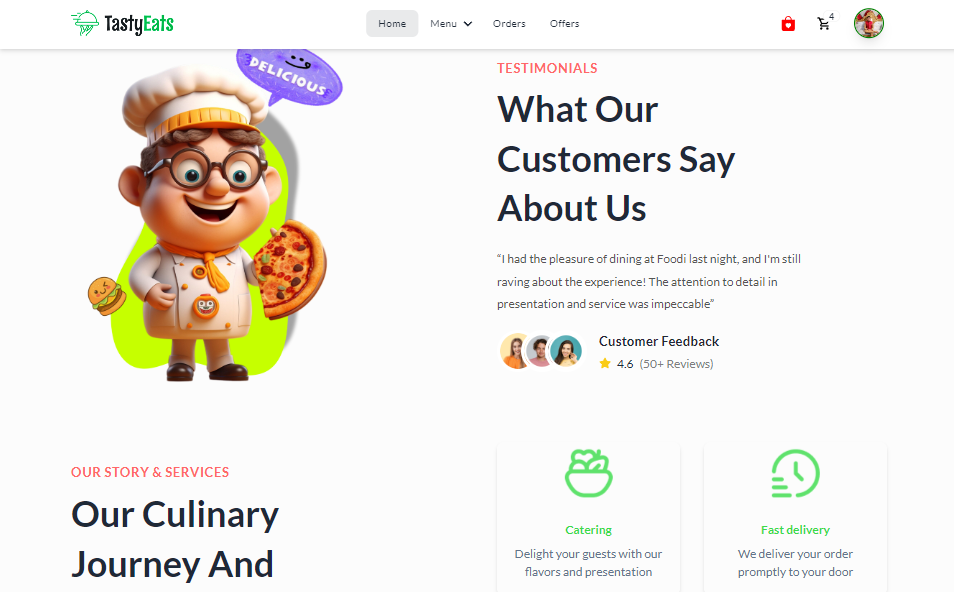 TastyEats
Home
Menu
Orders
Offers
4
DELICIOUS
TESTIMONIALS
What Our
Customers Say
About Us
“I had the pleasure of dining at Foodi last night, and I'm still
raving about the experience! The attention to detail in
presentation and service was impeccable”
Customer Feedback
4.6 (50+ Reviews)
OUR STORY & SERVICES
Our Culinary
Journey And
Catering
Delight your guests with our
flavors and presentation
Fast delivery
We deliver your order
promptly to your door